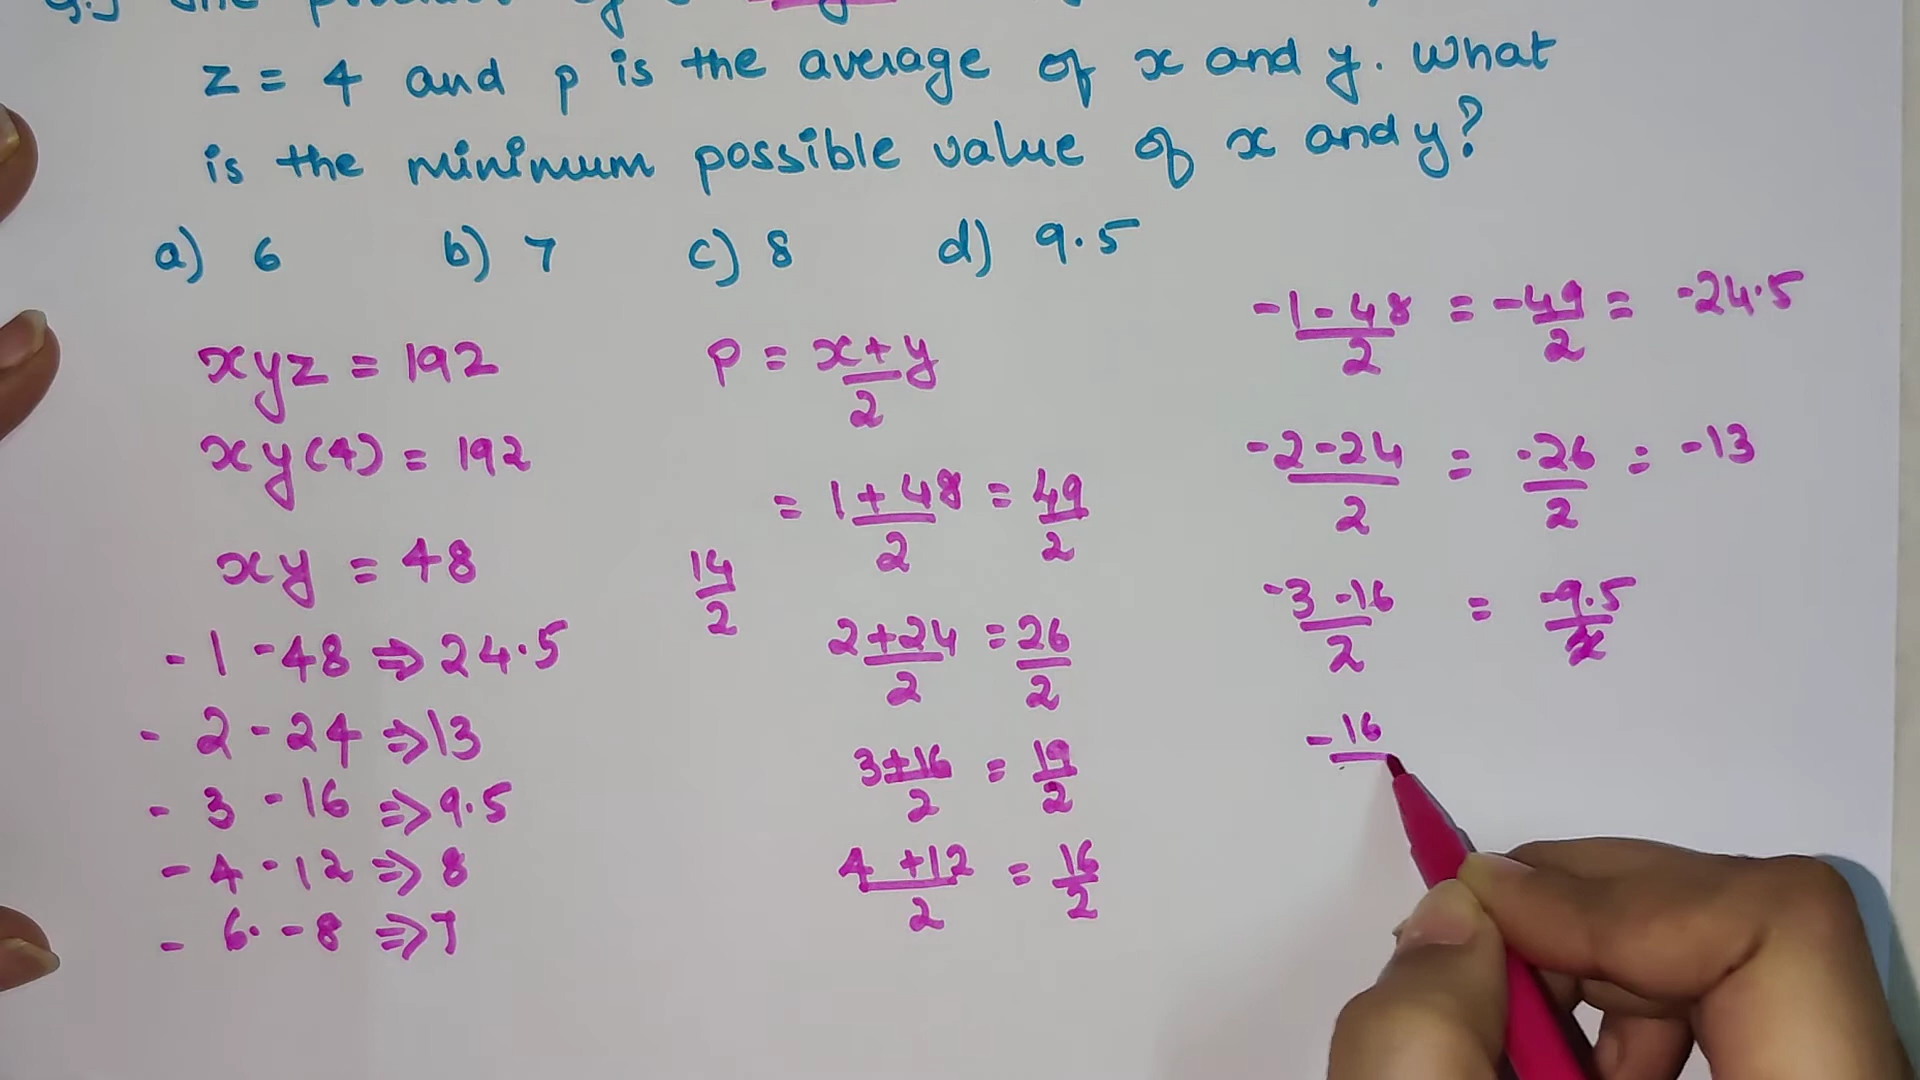 z = 4 and p is the average of x and y. What
is the minimum possible value of x and y?
a) 6 b) 7 c) 8 d) 9.5
xyz = 192
xy(4) = 192
xy = 48
-1 -48 ⇒ 24.5
-2 -24 ⇒ 13
-3 -16 ⇒ 9.5
-4 -12 ⇒ 8
-6 -8 ⇒ 7
14/2
p = x+y/2
= 1+48/2 = 49/2
2+24/2 = 26/2
3+16/2 = 19/2
4+12/2 = 16/2
-1-48/2 = -49/2 = -24.5
-2-24/2 = -26/2 = -13
-3-16/2 = -9.5/2
-16